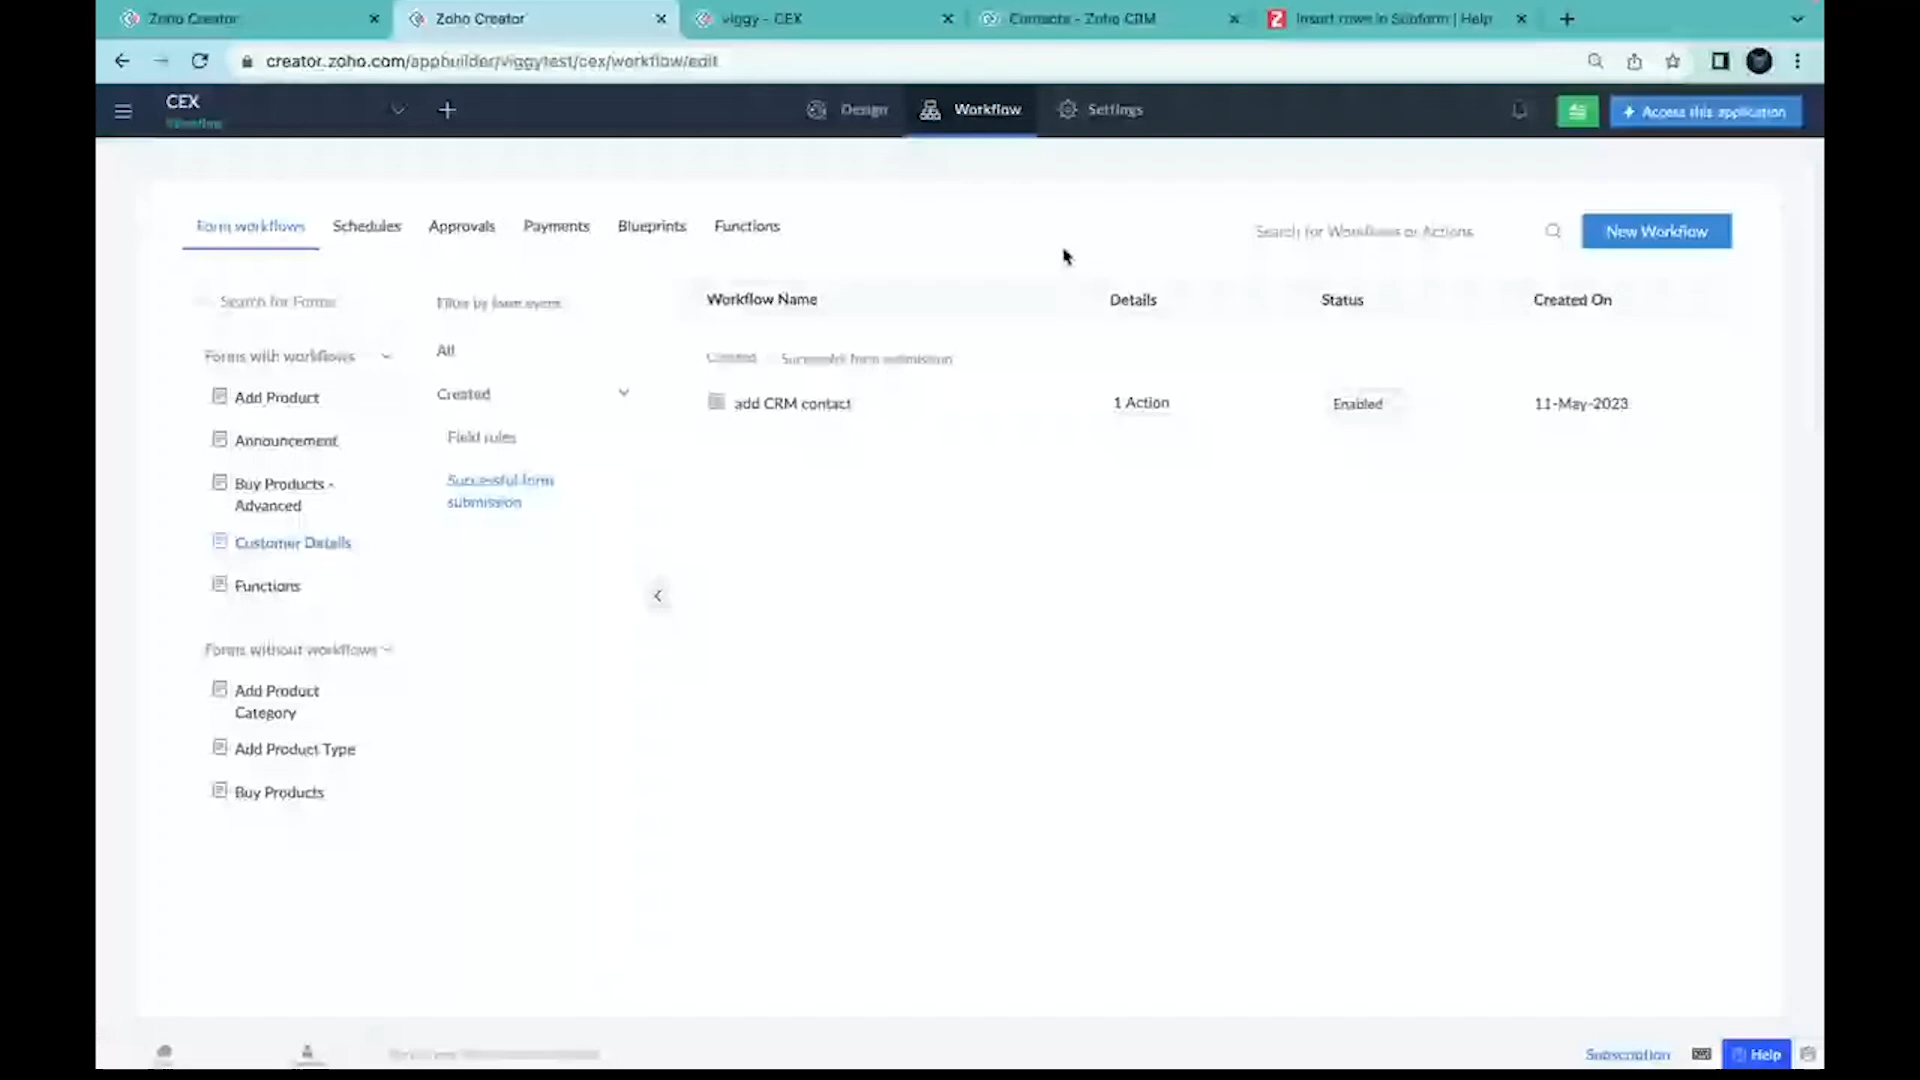 Zoho Creator
Zoho Creator
viggy - CEX
Contacts - Zoho CRM
Insert rows in Subform | Help
creator.zoho.com/appbuilder/viggytest/cex/workflow/edit
CEX
Workflow
Design
Workflow
Settings
Access this application
Form workflows
Schedules
Approvals
Payments
Blueprints
Functions
Search for Workflows or Actions
New Workflow
Search for Forms
Filter by form event
Workflow Name
Details
Status
Created On
Forms with workflows
All
Created
Successful form submission
Add Product
Created
add CRM contact
1 Action
Enabled
11-May-2023
Announcement
Field rules
Buy Products -
Advanced
Successful form
submission
Customer Details
Functions
Forms without workflows
Add Product
Category
Add Product Type
Buy Products
Subscription
Help